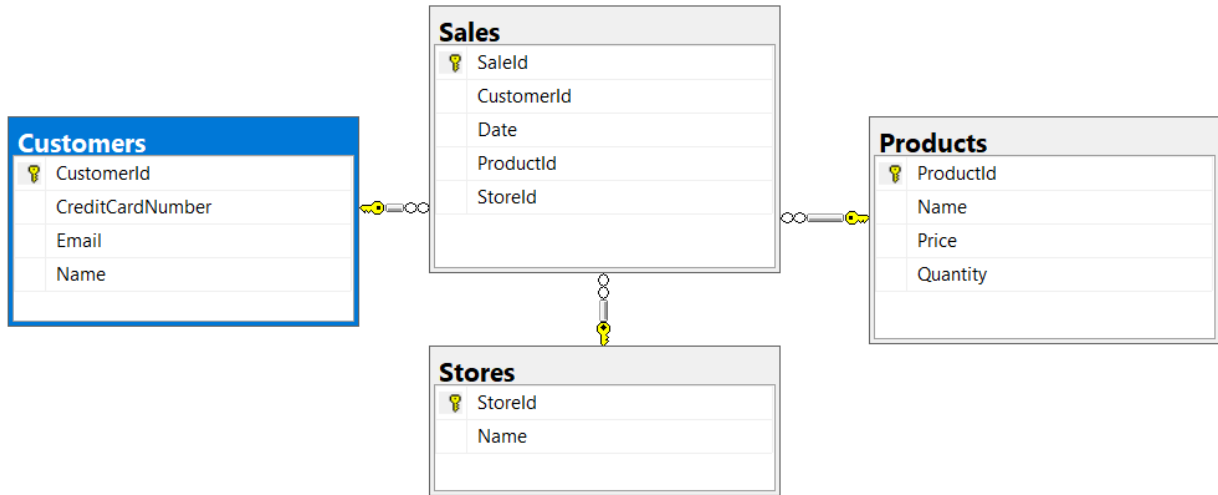 Sales
SaleId
CustomerId
Date
ProductId
StoreId
Customers
CustomerId
CreditCardNumber
Email
Name
Products
ProductId
Name
Price
Quantity
Stores
StoreId
Name